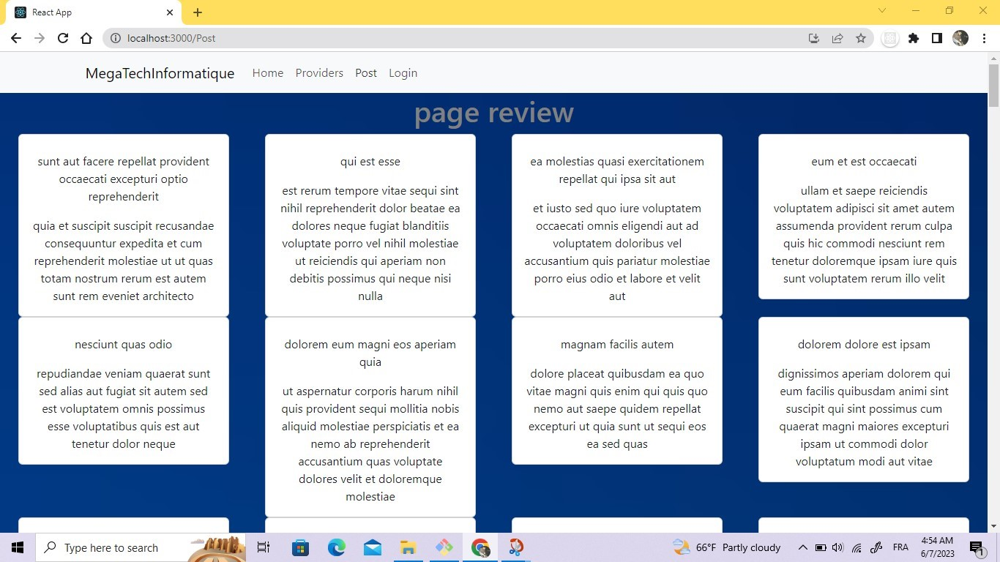 React App
localhost:3000/Post
MegaTechInformatique Home Providers Post Login
page review
sunt aut facere repellat provident
occaecati excepturi optio
reprehenderit
quia et suscipit suscipit recusandae
consequuntur expedita et cum
reprehenderit molestiae ut ut quas
totam nostrum rerum est autem
sunt rem eveniet architecto
qui est esse
est rerum tempore vitae sequi sint
nihil reprehenderit dolor beatae ea
dolores neque fugiat blanditiis
voluptate porro vel nihil molestiae
ut reiciendis qui aperiam non
debitis possimus qui neque nisi
nulla
ea molestias quasi exercitationem
repellat qui ipsa sit aut
et iusto sed quo iure voluptatem
occaecati omnis eligendi aut ad
voluptatem doloribus vel
accusantium quis pariatur molestiae
porro eius odio et labore et velit
aut
eum et est occaecati
ullam et saepe reiciendis
voluptatem adipisci sit amet autem
assumenda provident rerum culpa
quis hic commodi nesciunt rem
tenetur doloremque ipsam iure quis
sunt voluptatem rerum illo velit
nesciunt quas odio
repudiandae veniam quaerat sunt
sed alias aut fugiat sit autem sed
est voluptatem omnis possimus
esse voluptatibus quis est aut
tenetur dolor neque
dolorem eum magni eos aperiam
quia
ut aspernatur corporis harum nihil
quis provident sequi mollitia nobis
aliquid molestiae perspiciatis et ea
nemo ab reprehenderit
accusantium quas voluptate
dolores velit et doloremque
molestiae
magnam facilis autem
dolore placeat quibusdam ea quo
vitae magni quis enim qui quis quo
nemo aut saepe quidem repellat
excepturi ut quia sunt ut sequi eos
ea sed quas
dolorem dolore est ipsam
dignissimos aperiam dolorem qui
eum facilis quibusdam animi sint
suscipit qui sint possimus cum
quaerat magni maiores excepturi
ipsam ut commodi dolor
voluptatum modi aut vitae
Type here to search
66°F Partly cloudy
FRA
4:54 AM
6/7/2023
1